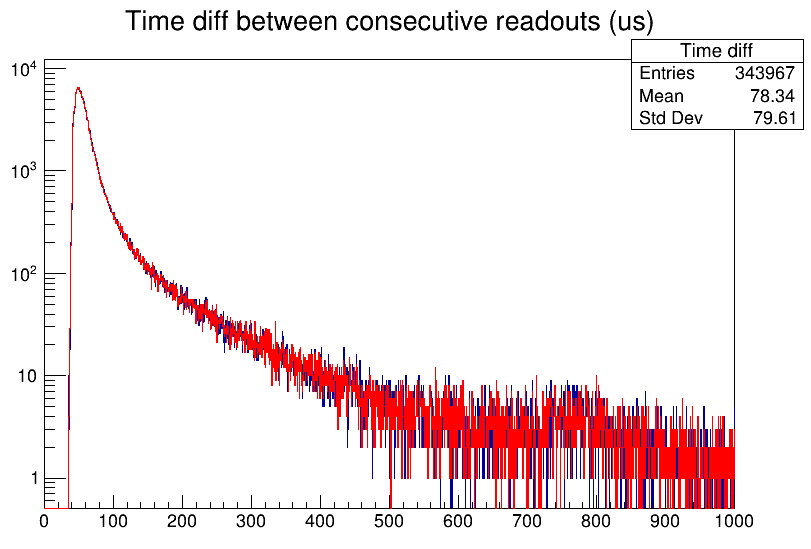 Time diff between consecutive readouts (us)
Time diff
Entries 343967
Mean 78.34
Std Dev 79.61
10^4
10^3
10^2
10
1
0 100 200 300 400 500 600 700 800 900 1000